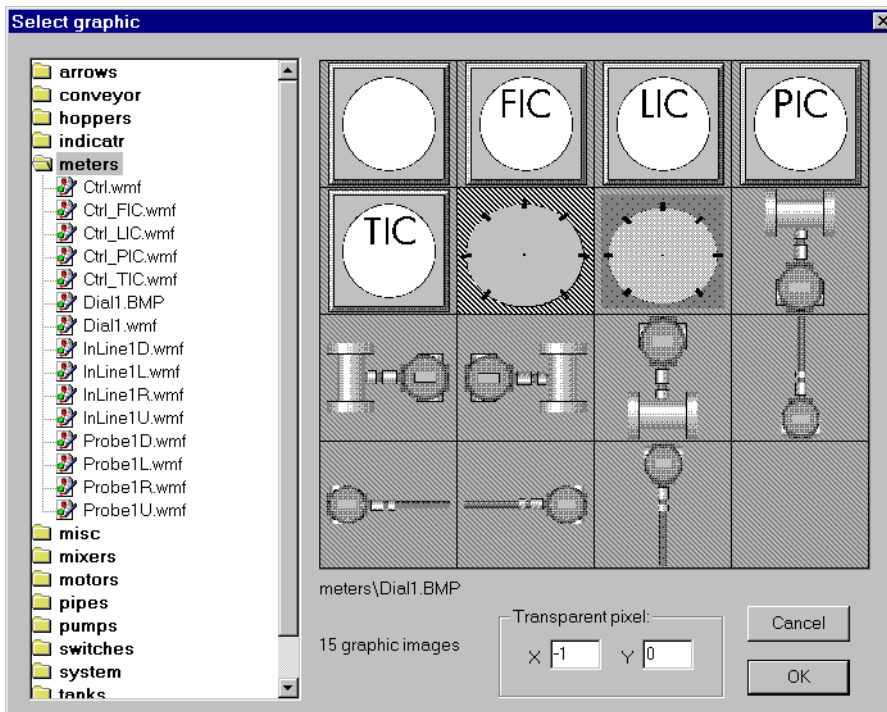 Select graphic
arrows
conveyor
hoppers
indicatr
meters
Ctrl.wmf
Ctrl_FIC.wmf
Ctrl_LIC.wmf
Ctrl_PIC.wmf
Ctrl_TIC.wmf
Dial1.BMP
Dial1.wmf
InLine1D.wmf
InLine1L.wmf
InLine1R.wmf
InLine1U.wmf
Probe1D.wmf
Probe1L.wmf
Probe1R.wmf
Probe1U.wmf
misc
mixers
motors
pipes
pumps
switches
system
tanks
FIC LIC PIC
TIC
meters\Dial1.BMP
15 graphic images
Transparent pixel:
X -1 Y 0
Cancel
OK